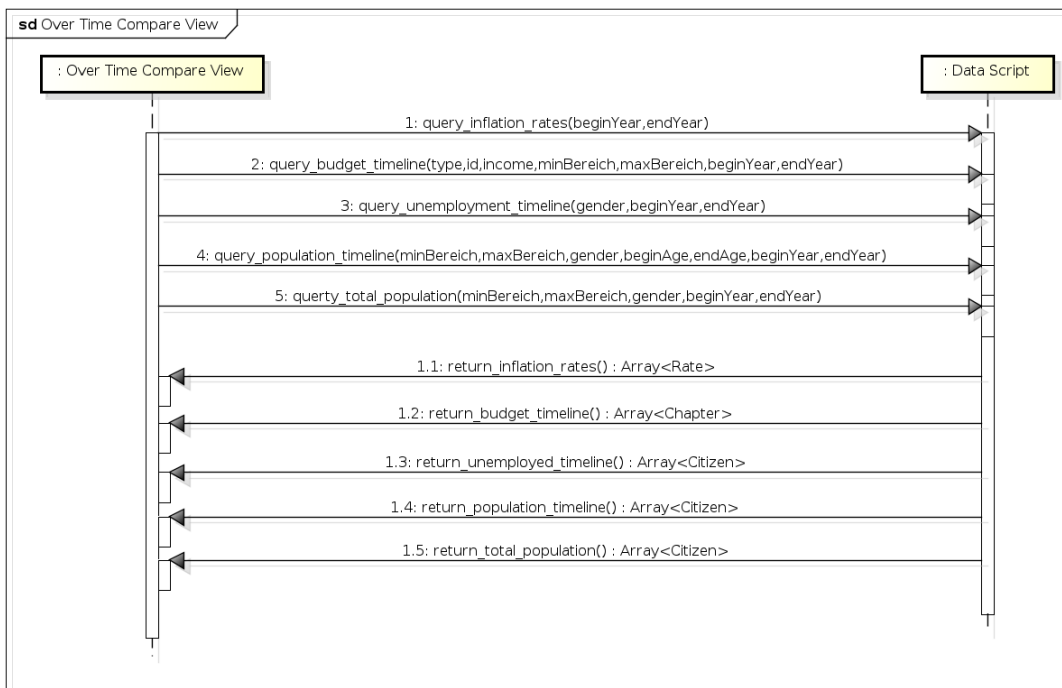 sd Over Time Compare View
: Over Time Compare View
: Data Script
1: query_inflation_rates(beginYear,endYear)
2: query_budget_timeline(type,id,income,minBereich,maxBereich,beginYear,endYear)
3: query_unemployment_timeline(gender,beginYear,endYear)
4: query_population_timeline(minBereich,maxBereich,gender,beginAge,endAge,beginYear,endYear)
5: querty_total_population(minBereich,maxBereich,gender,beginYear,endYear)
1.1: return_inflation_rates() : Array<Rate>
1.2: return_budget_timeline() : Array<Chapter>
1.3: return_unemployed_timeline() : Array<Citizen>
1.4: return_population_timeline() : Array<Citizen>
1.5: return_total_population() : Array<Citizen>